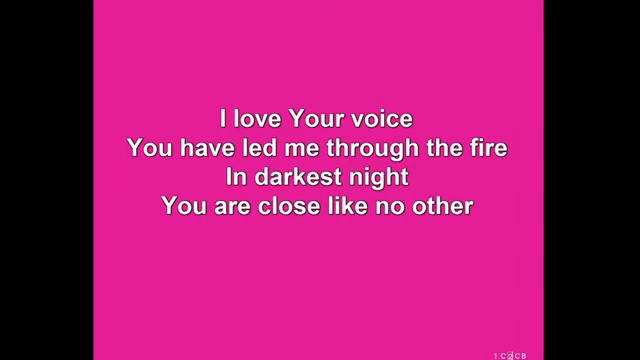 I love Your voice
You have led me through the fire
In darkest night
You are close like no other